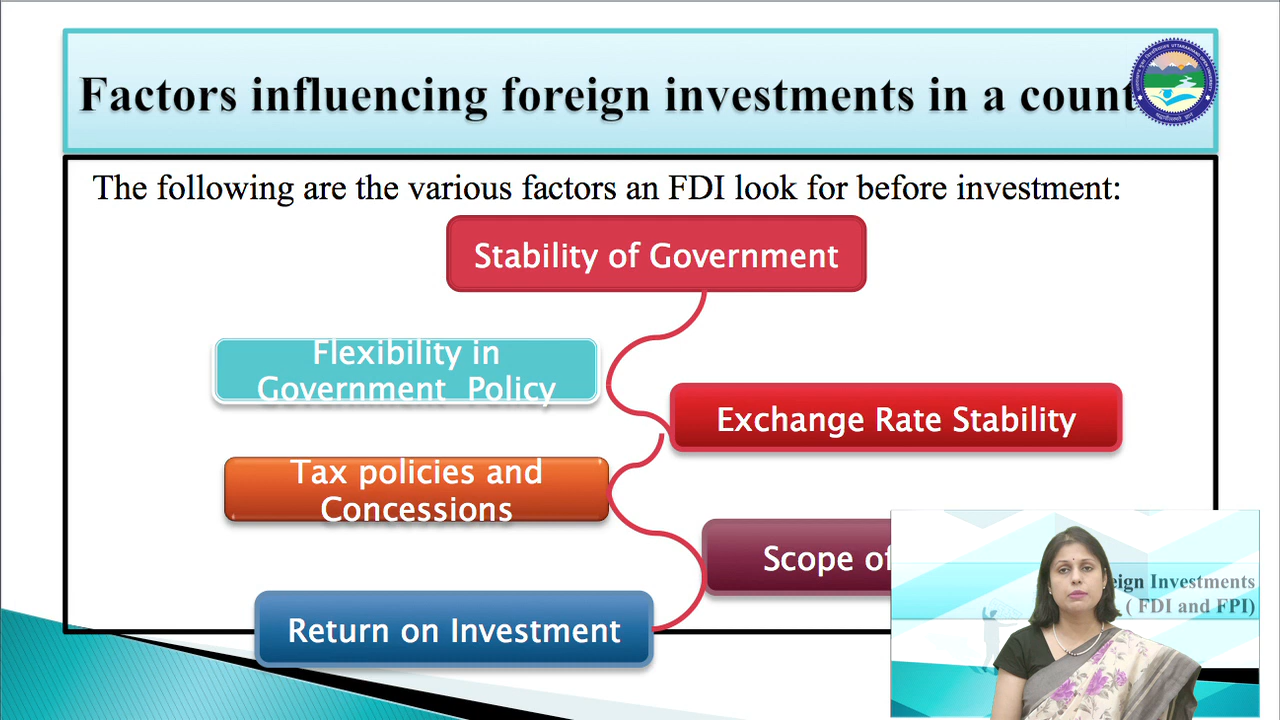 Factors influencing foreign investments in a count
The following are the various factors an FDI look for before investment:
Stability of Government
Flexibility in
Government Policy
Exchange Rate Stability
Tax policies and
Concessions
Scope of
Return on Investment
eign Investments
( FDI and FPI)